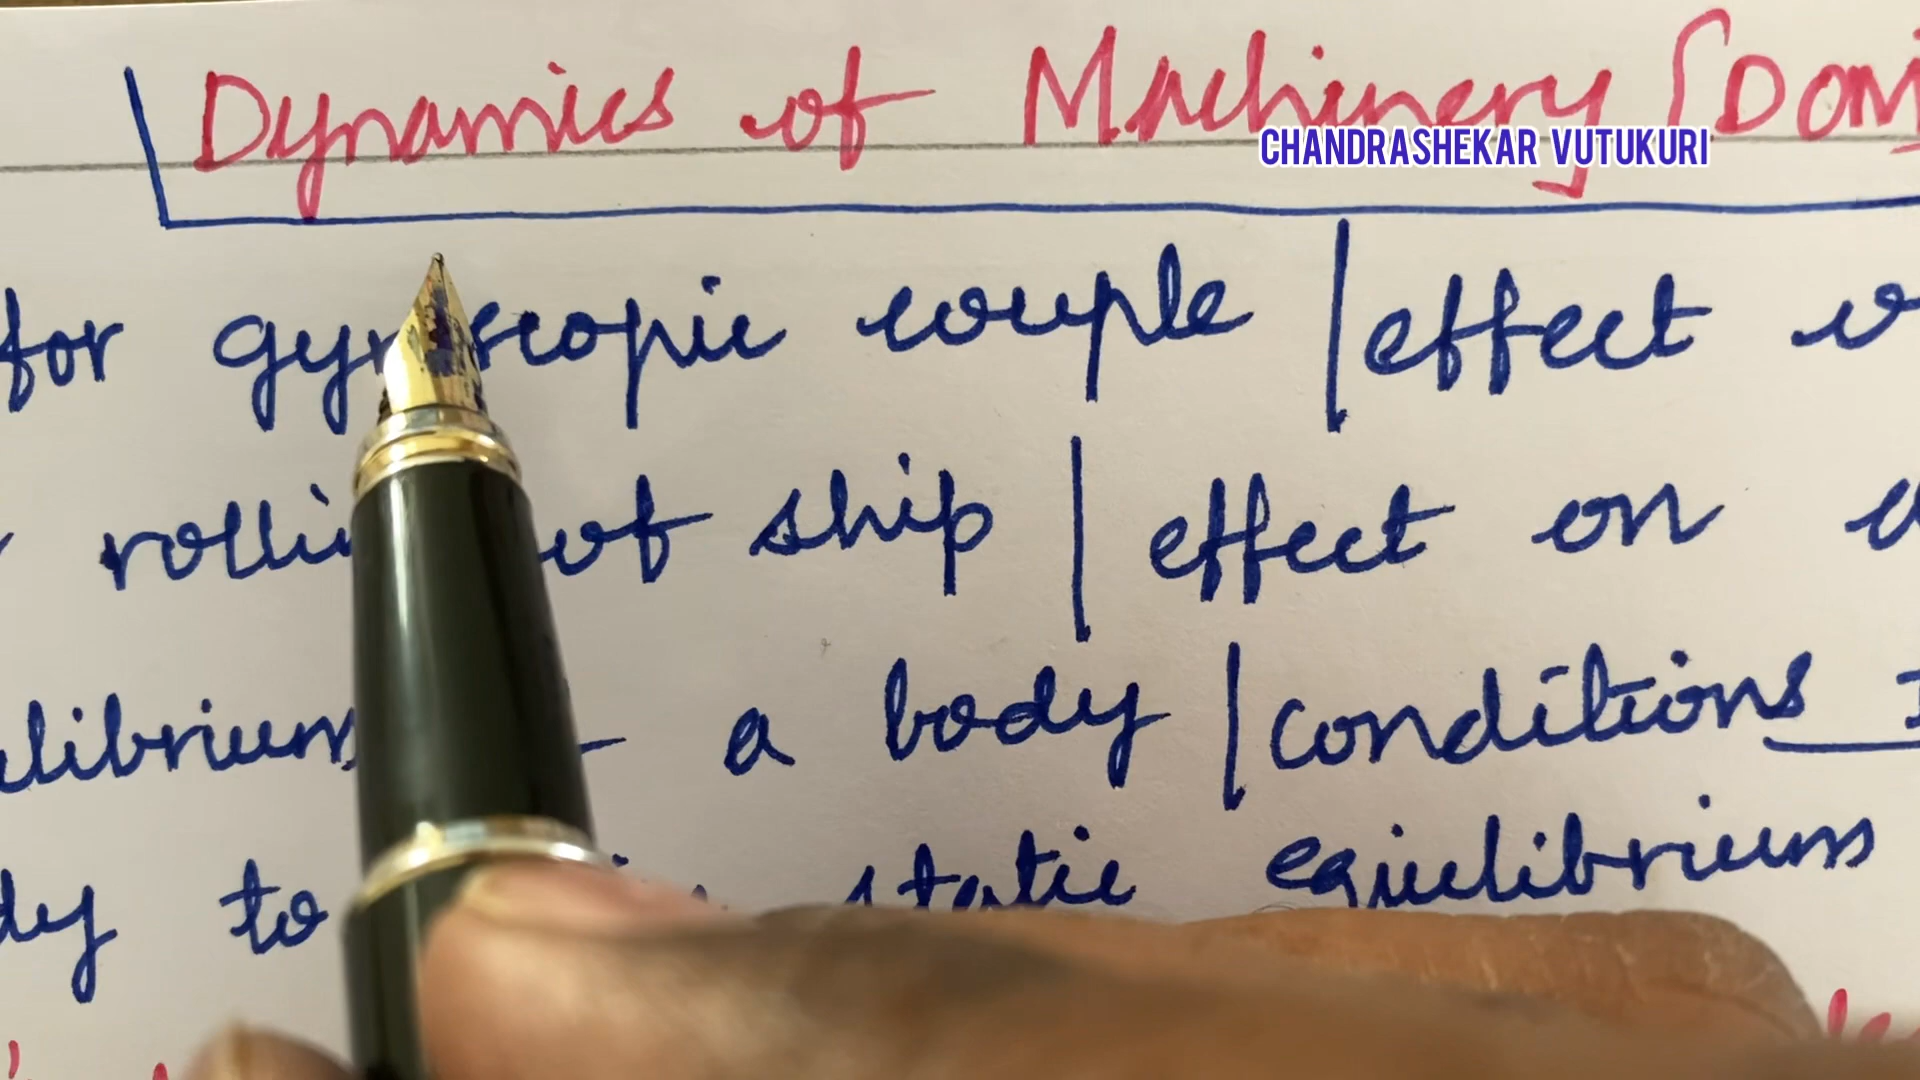 Dynamics of Machinery (DOM
CHANDRASHEKAR VUTUKURI
for gyroscopic couple | effect
rolling of ship | effect on
a body | conditions
to static equilibrium